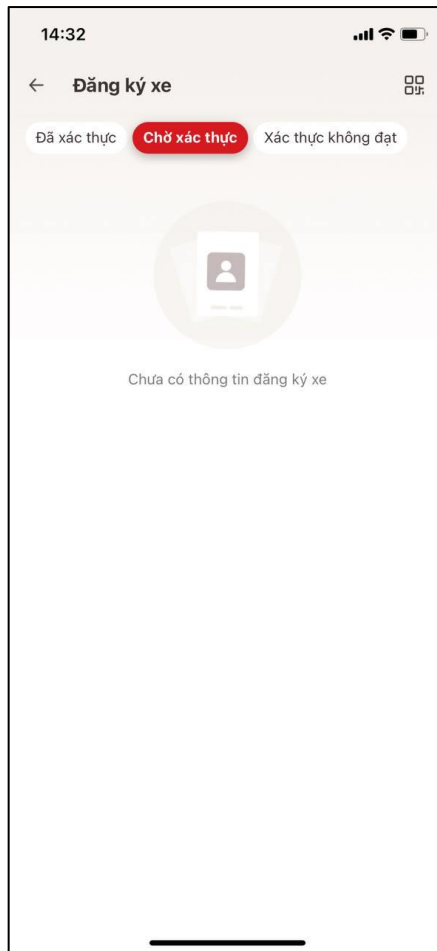 14:32
Đăng ký xe
Đã xác thực Chờ xác thực Xác thực không đạt
Chưa có thông tin đăng ký xe